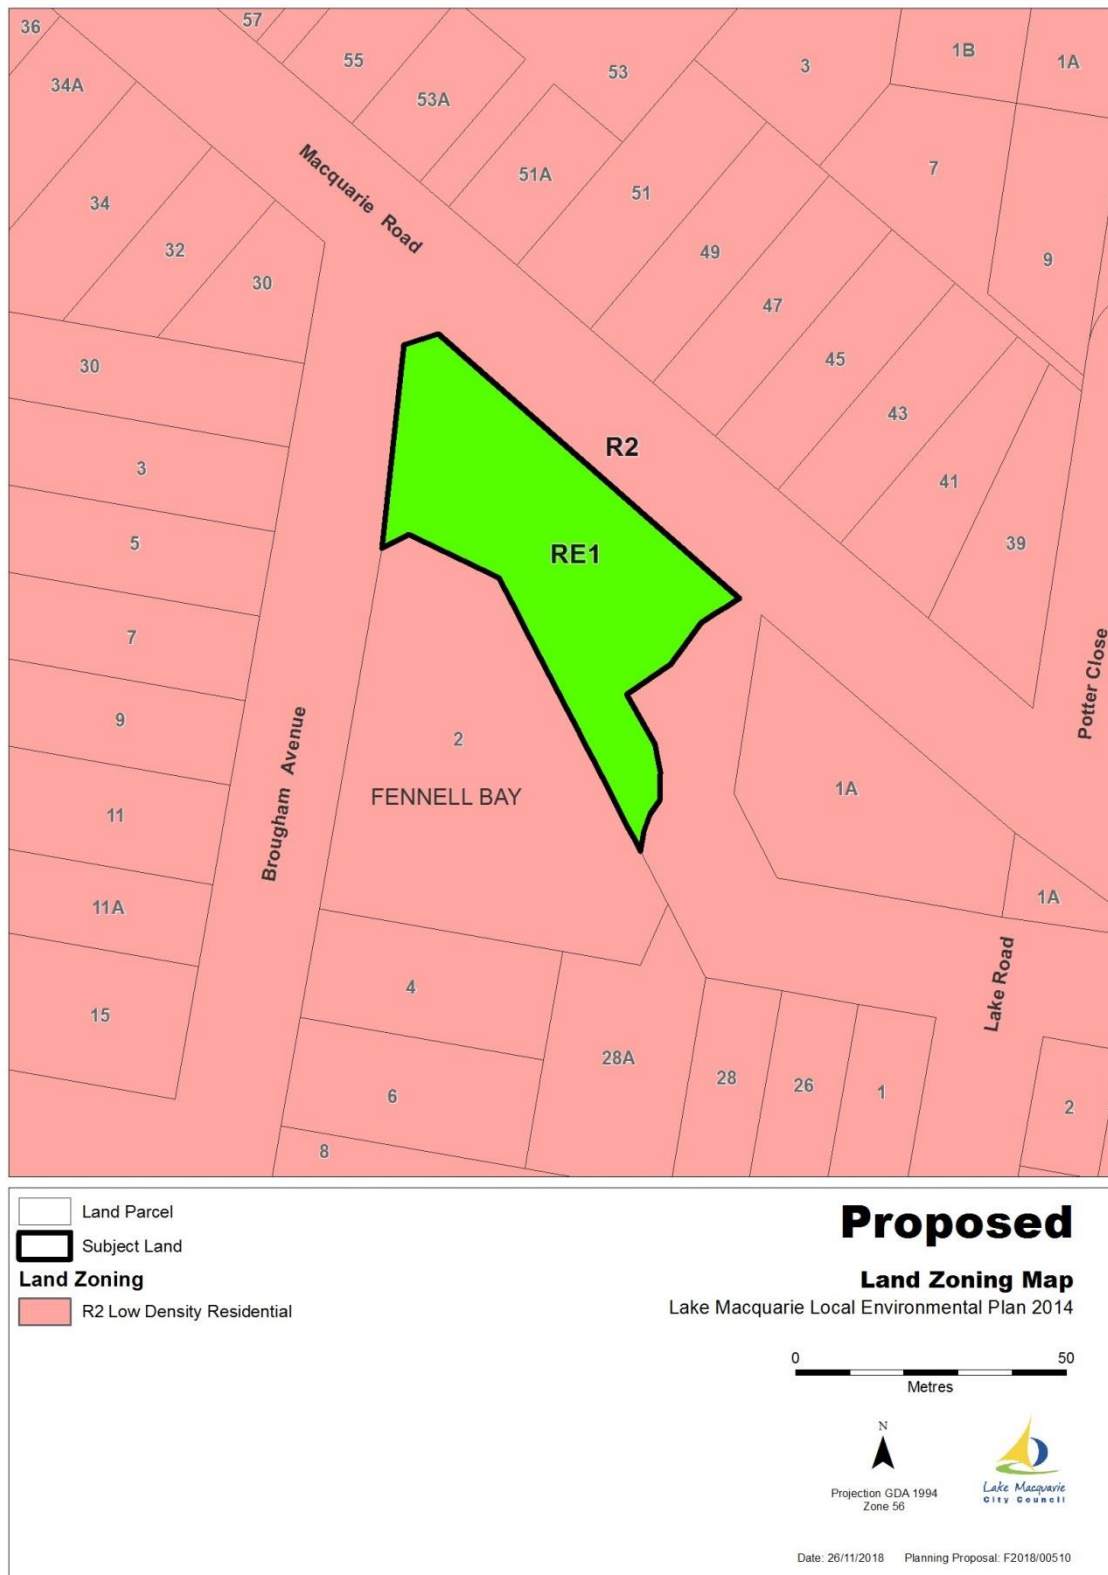 36
57
34A
55
53A
53
3
1B
1A
51A
51
7
Macquarie Road
34
32
30
49
9
47
45
30
43
41
39
R2
3
5
RE1
7
9
2
FENNELL BAY
Brougham Avenue
Potter Close
1A
11
11A
1A
15
4
Lake Road
28A
28
26
1
2
6
8
Land Parcel
Subject Land
Land Zoning
R2 Low Density Residential
Proposed
Land Zoning Map
Lake Macquarie Local Environmental Plan 2014
0 50
Metres
N
Projection GDA 1994
Zone 56
Lake Macquarie
City Council
Date: 26/11/2018 Planning Proposal: F2018/00510